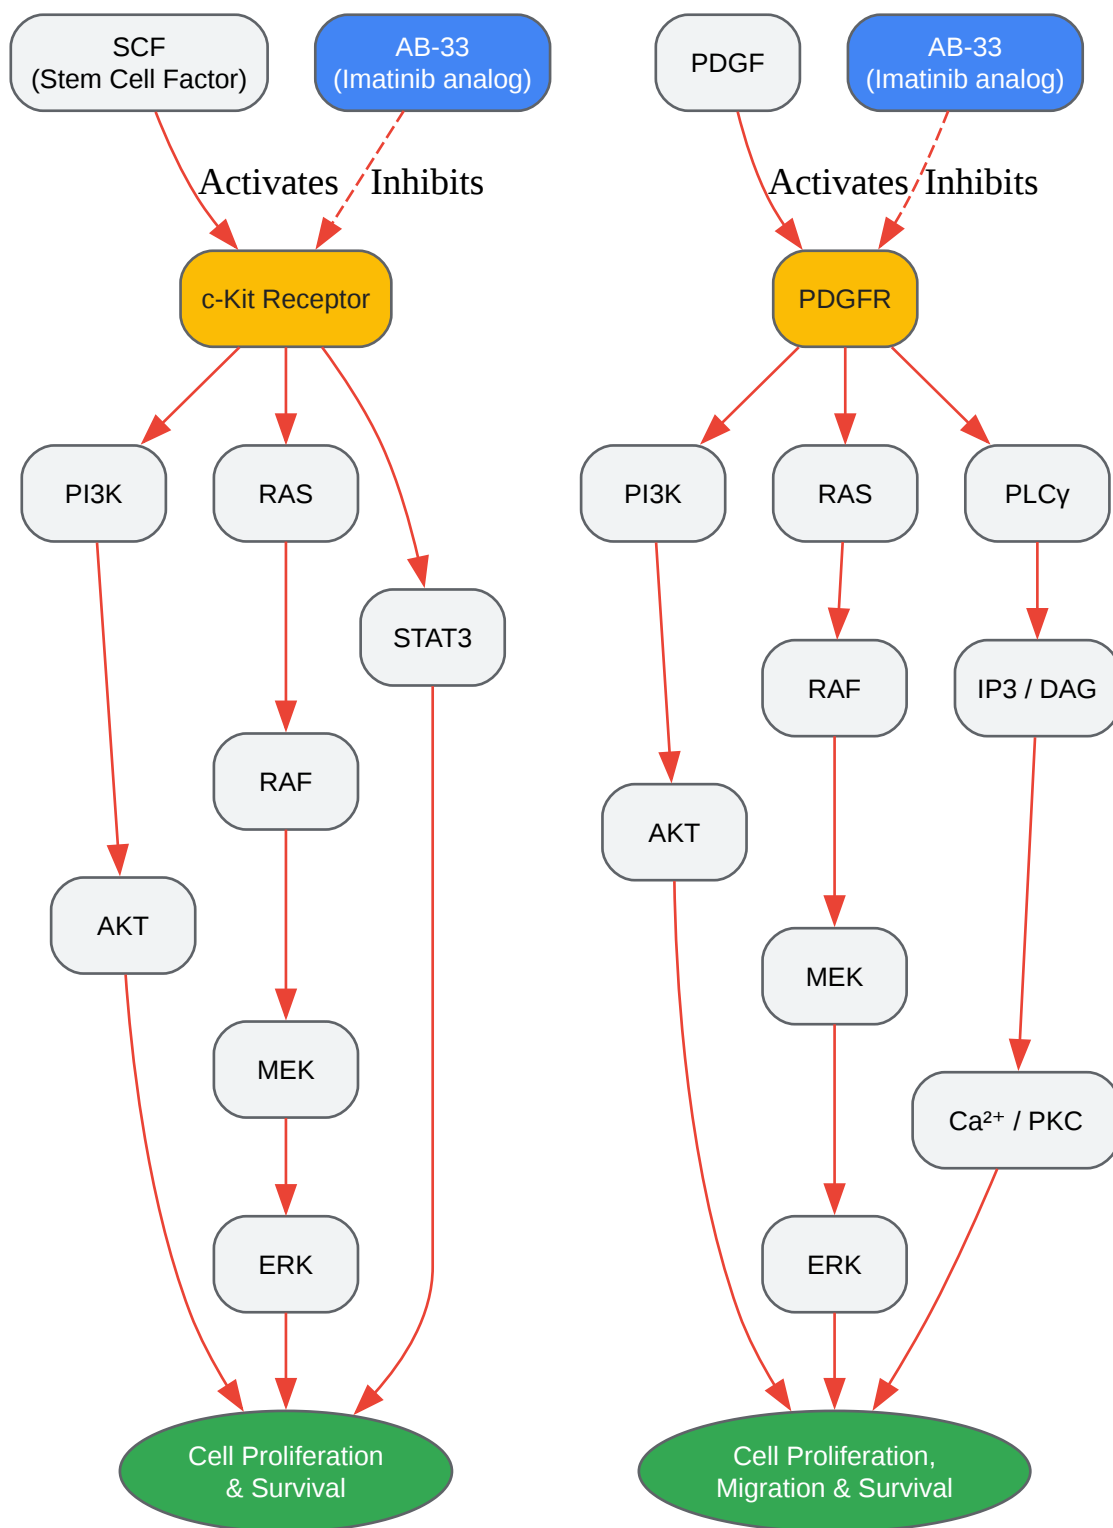 SCF
(Stem Cell Factor)
AB-33
(Imatinib analog)
Activates
Inhibits
c-Kit Receptor
PI3K
RAS
STAT3
RAF
AKT
MEK
ERK
Cell Proliferation
& Survival
PDGF
AB-33
(Imatinib analog)
Activates
Inhibits
PDGFR
PI3K
RAS
PLCγ
RAF
IP3 / DAG
AKT
MEK
Ca²⁺ / PKC
ERK
Cell Proliferation,
Migration & Survival